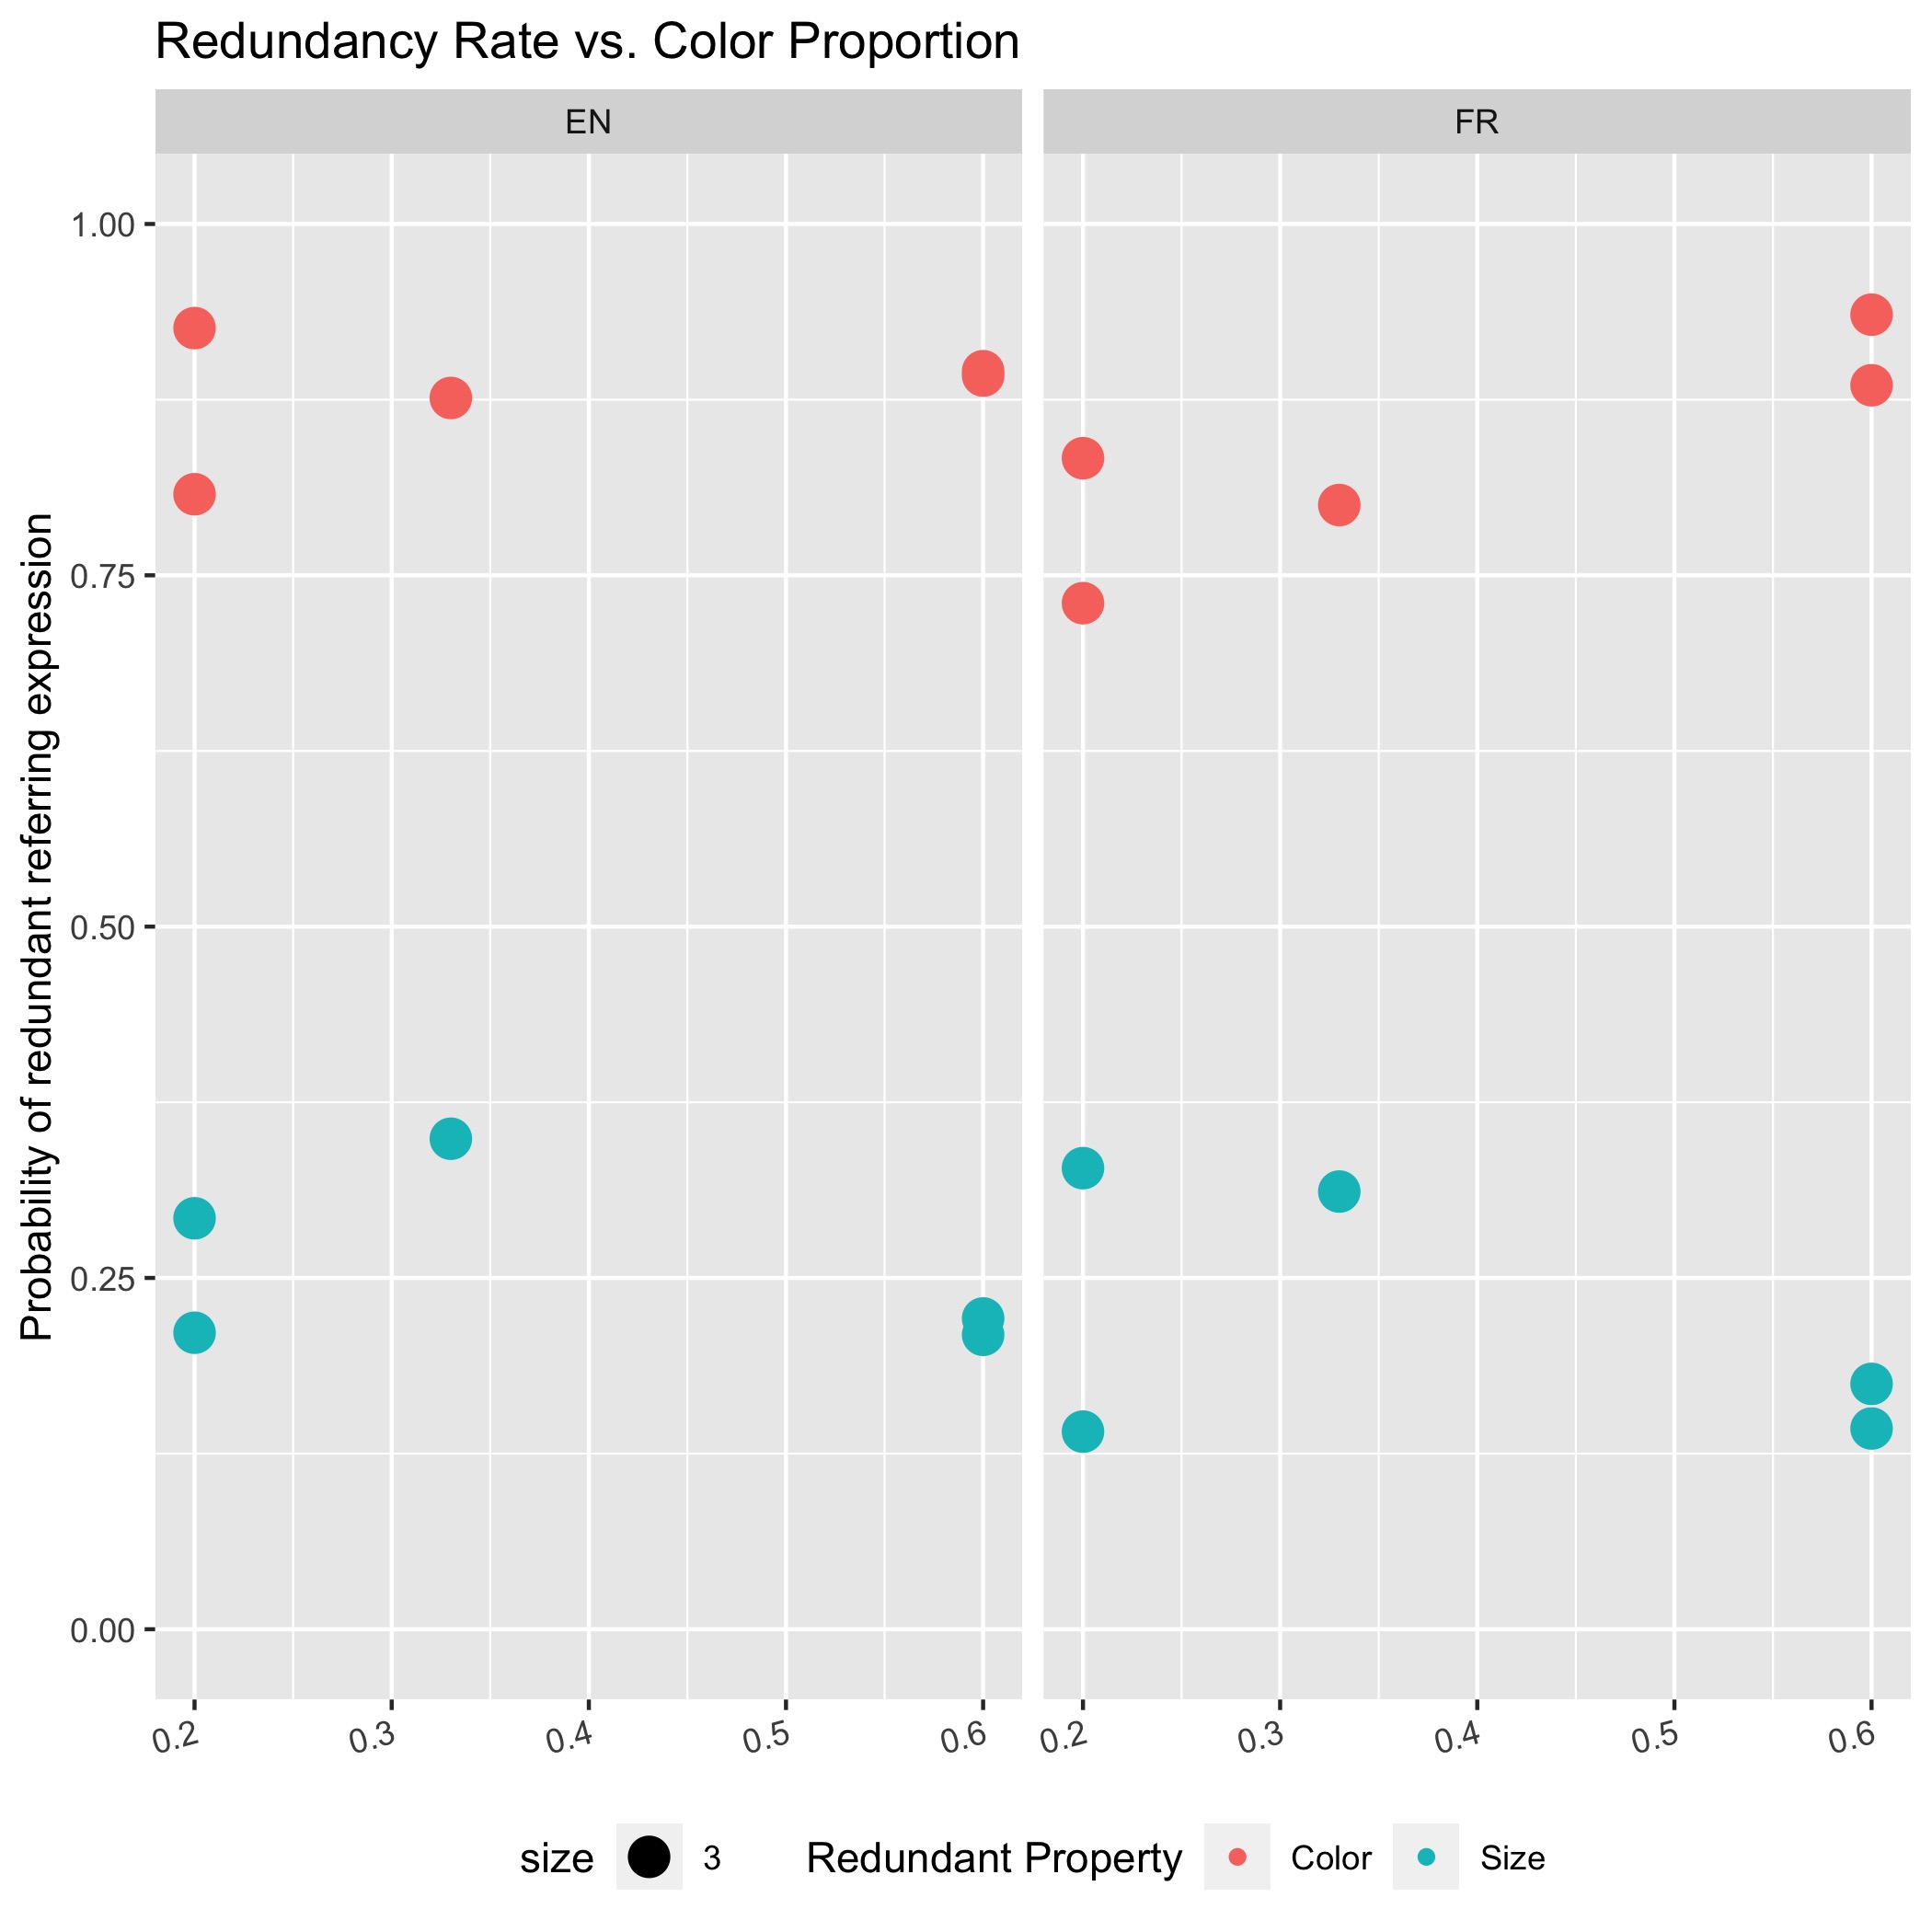 Redundancy Rate vs. Color Proportion
EN
FR
Probability of redundant referring expression
1.00
0.75
0.50
0.25
0.00
0.2 0.3 0.4 0.5 0.6
0.2 0.3 0.4 0.5 0.6
size 3 Redundant Property Color Size